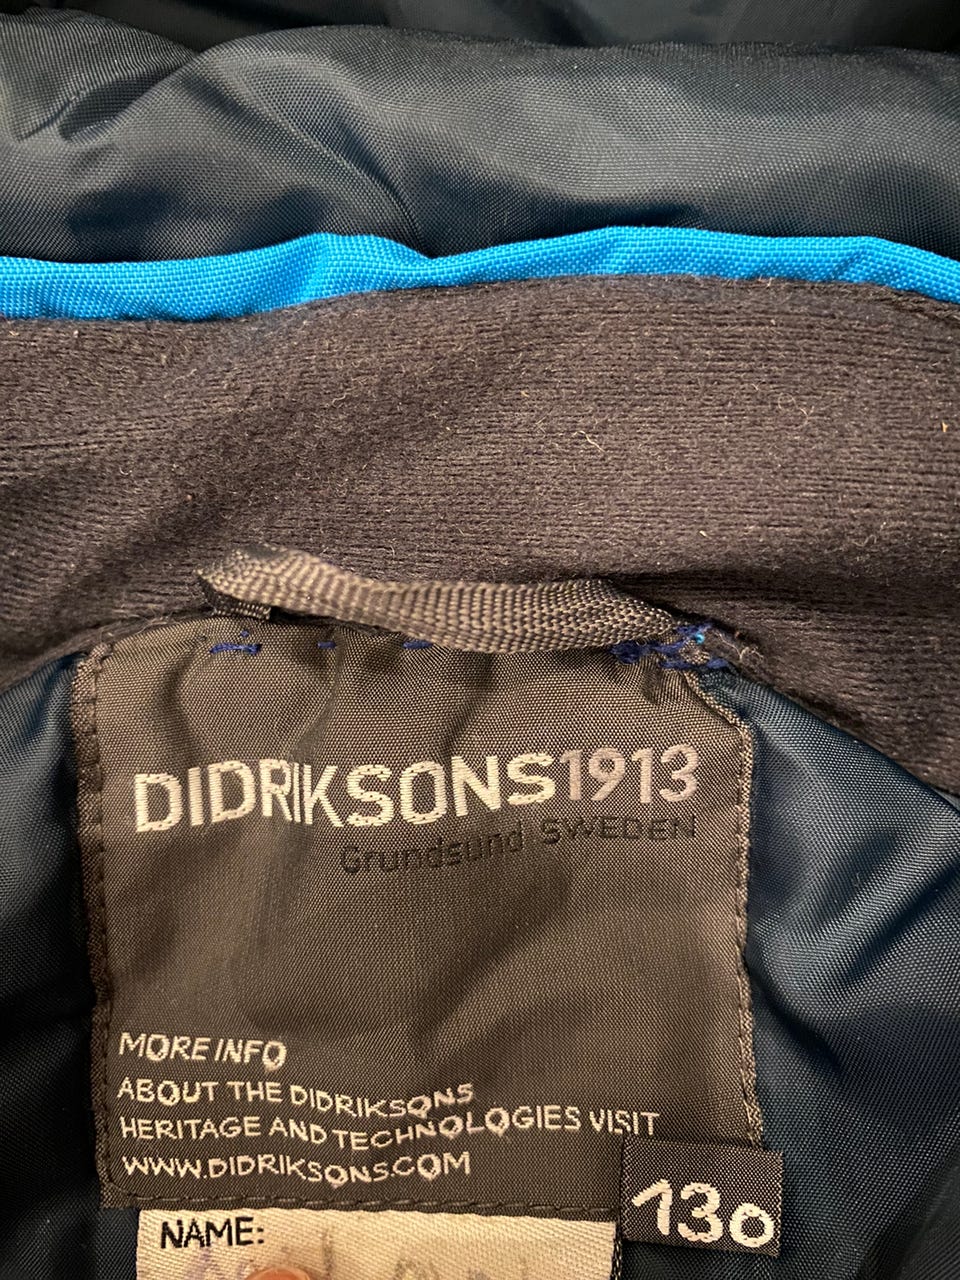 DIDRIKSONS1913
Grundsund SWEDEN
MORE INFO
ABOUT THE DIDRIKSONS
HERITAGE AND TECHNOLOGIES VISIT
WWW.DIDRIKSONS.COM
130
NAME: